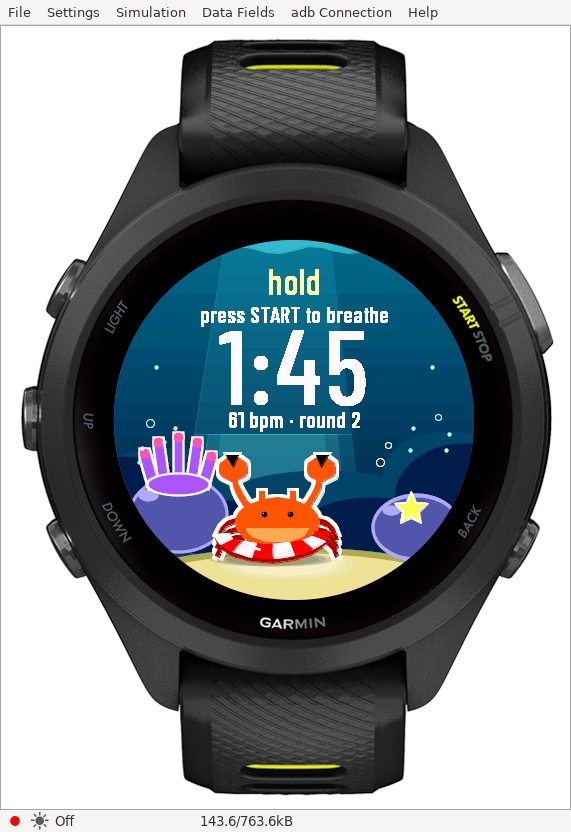 File Settings Simulation Data Fields adb Connection Help
hold
press START to breathe
1:45
61 bpm · round 2
LIGHT
START STOP
UP
DOWN
BACK
GARMIN
Off 143.6/763.6kB